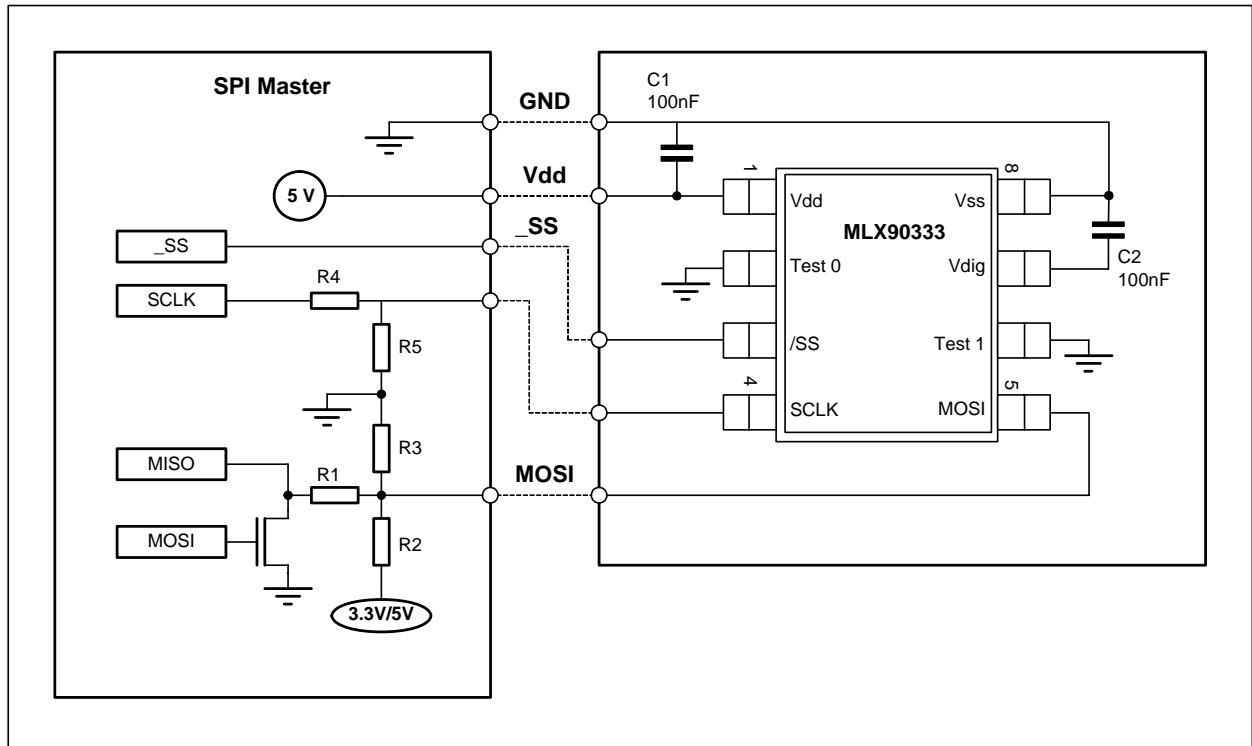 SPI Master
GND
Vdd
_SS
MOSI
5 V
_SS
SCLK
MISO
MOSI
R4
R5
R3
R1
R2
3.3V/5V
C1
100nF
MLX90333
1
Vdd
Test 0
/SS
4
SCLK
8
Vss
Vdig
Test 1
5
MOSI
C2
100nF